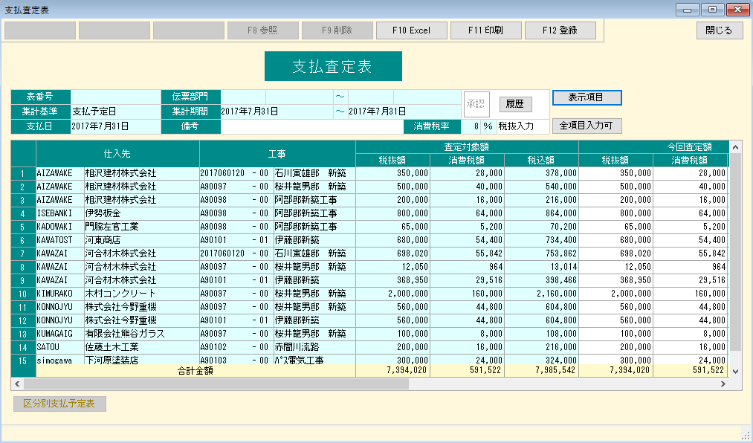 支払査定表
F8 参照 F9 削除 F10 Excel F11 印刷 F12 登録 閉じる
支払査定表
表番号 伝票部門 ～ 承認 履歴 表示項目
集計基準 支払予定日 集計期間 2017年7月31日 ～ 2017年7月31日
支払日 2017年7月31日 備考 消費税率 8 % 税抜入力 全項目入力可
仕入先 工事 査定対象額 今回査定額
税抜額 消費税額 税込額 税抜額 消費税額
1 AIZAWAKE 相沢建材株式会社 2017060120 - 00 石川寛雄邸 新築 350,000 28,000 378,000 350,000 28,000
2 AIZAWAKE 相沢建材株式会社 A90097 - 00 桜井龍男邸 新築 500,000 40,000 540,000 500,000 40,000
3 AIZAWAKE 相沢建材株式会社 A90098 - 00 阿部邸新築工事 200,000 16,000 216,000 200,000 16,000
4 ISEBANKI 伊勢板金 A90098 - 00 阿部邸新築工事 800,000 64,000 864,000 800,000 64,000
5 KADOWAKI 門脇左官工業 A90098 - 00 阿部邸新築工事 65,000 5,200 70,200 65,000 5,200
6 KAWATOST 河東商店 A90101 - 01 伊藤邸新築 680,000 54,400 734,400 680,000 54,400
7 KAWAZAI 河合材木株式会社 2017060120 - 00 石川寛雄邸 新築 698,020 55,842 753,862 698,020 55,842
8 KAWAZAI 河合材木株式会社 A90097 - 00 桜井龍男邸 新築 12,050 964 13,014 12,050 964
9 KAWAZAI 河合材木株式会社 A90101 - 01 伊藤邸新築 368,950 29,516 398,466 368,950 29,516
10 KIMURAKO 木村コンクリート A90097 - 00 桜井龍男邸 新築 2,000,000 160,000 2,160,000 2,000,000 160,000
11 KONNOJYU 株式会社今野重機 A90097 - 00 桜井龍男邸 新築 560,000 44,800 604,800 560,000 44,800
12 KONNOJYU 株式会社今野重機 A90101 - 01 伊藤邸新築 560,000 44,800 604,800 560,000 44,800
13 KUMAGAIG 有限会社熊谷ガラス A90097 - 00 桜井龍男邸 新築 100,000 8,000 108,000 100,000 8,000
14 SATOU 佐藤土木工業 A90102 - 00 赤間川流路 200,000 16,000 216,000 200,000 16,000
15 simogawa 下河原塗装店 A90103 - 00 ﾊﾟｽ電気工事 300,000 24,000 324,000 300,000 24,000
合計金額 7,394,020 591,522 7,985,542 7,394,020 591,522
区分別支払予定表